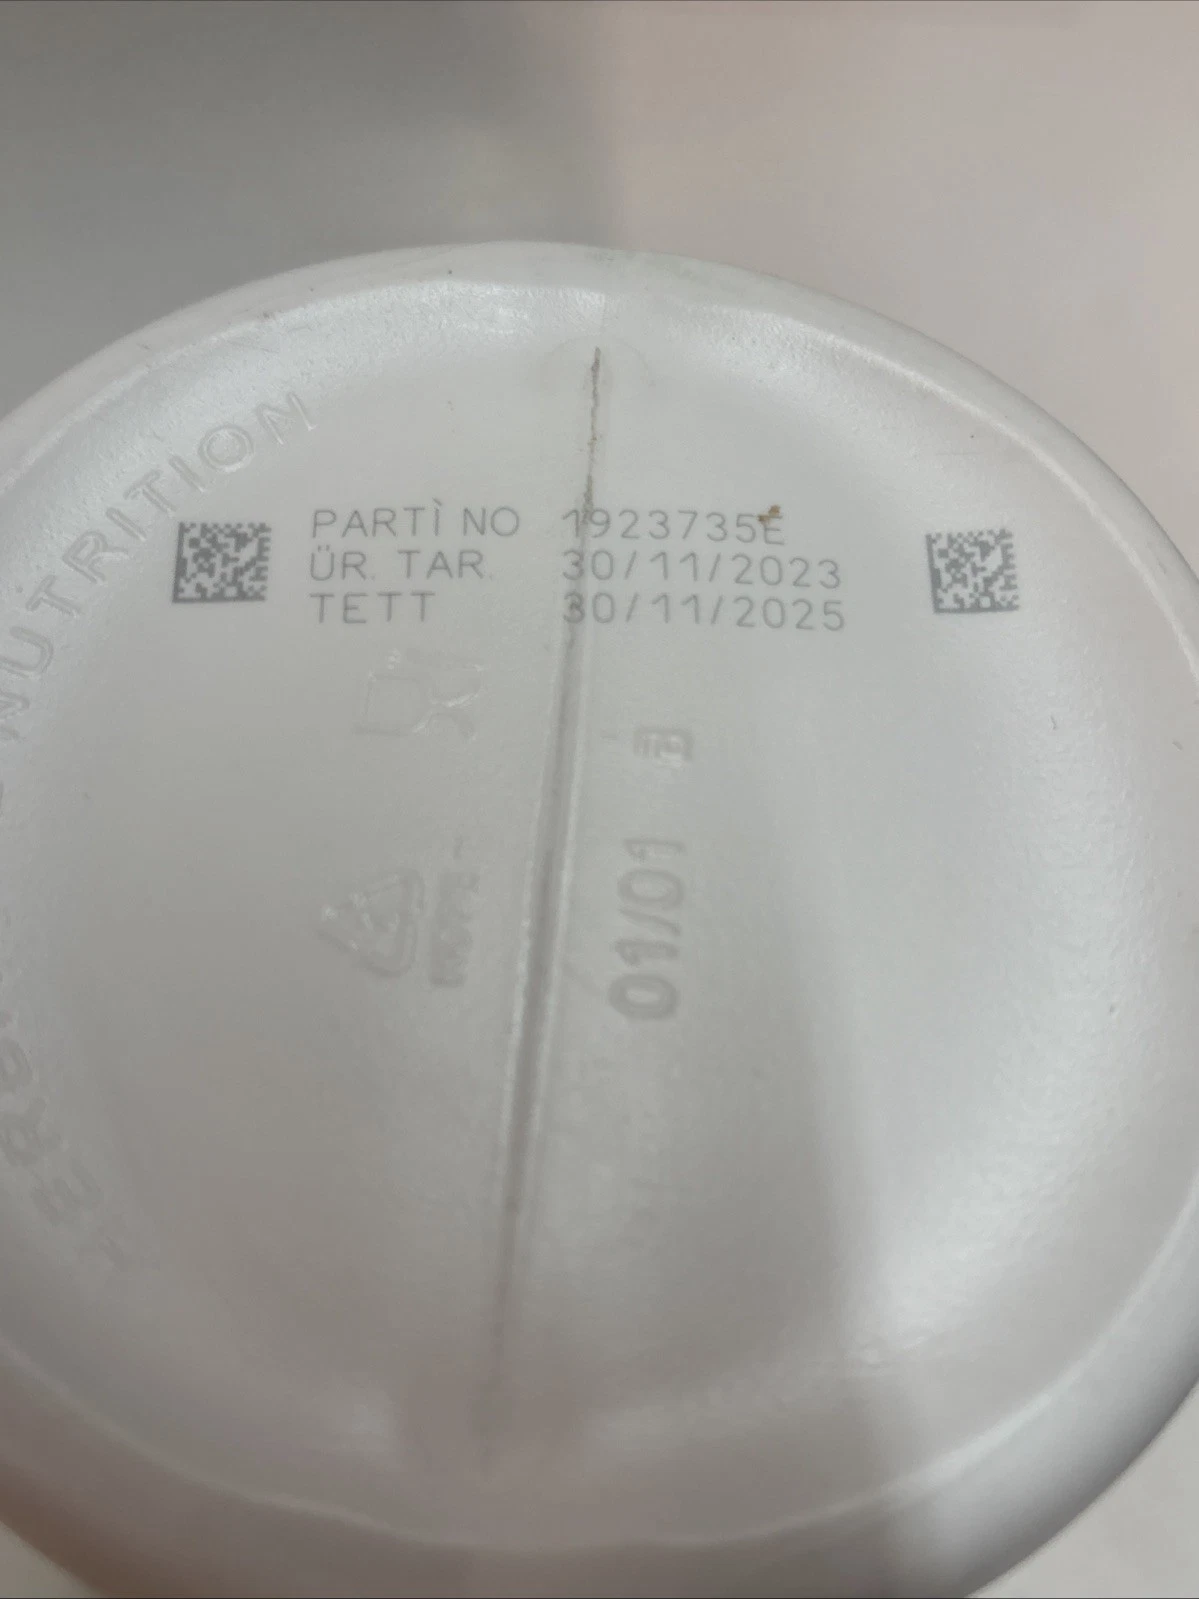 PARTİ NO 1923735E
ÜR. TAR. 30/11/2023
TETT 30/11/2025
NUTRITION
01/01